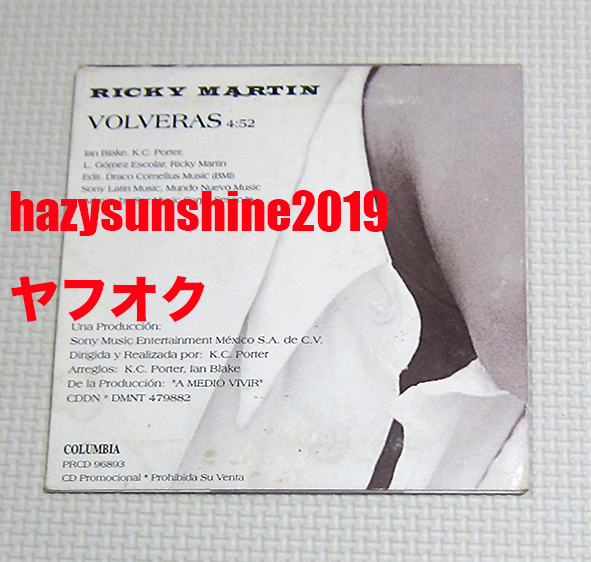 RICKY MARTIN
VOLVERAS 4:52
Ian Blake, K.C. Porter,
L. Gómez Escolar, Ricky Martin
Edit. Draco Cornelius Music (BMI)
Sony Latin Music, Mundo Nuevo Music
hazysunshine2019
ヤフオク
Una Producción:
Sony Music Entertainment México S.A. de C.V.
Dirigida y Realizada por: K.C. Porter
Arreglos: K.C. Porter, Ian Blake
De la Producción: "A MEDIO VIVIR"
CDDN * DMNT 479882
COLUMBIA
PRCD 96893
CD Promocional * Prohibida Su Venta